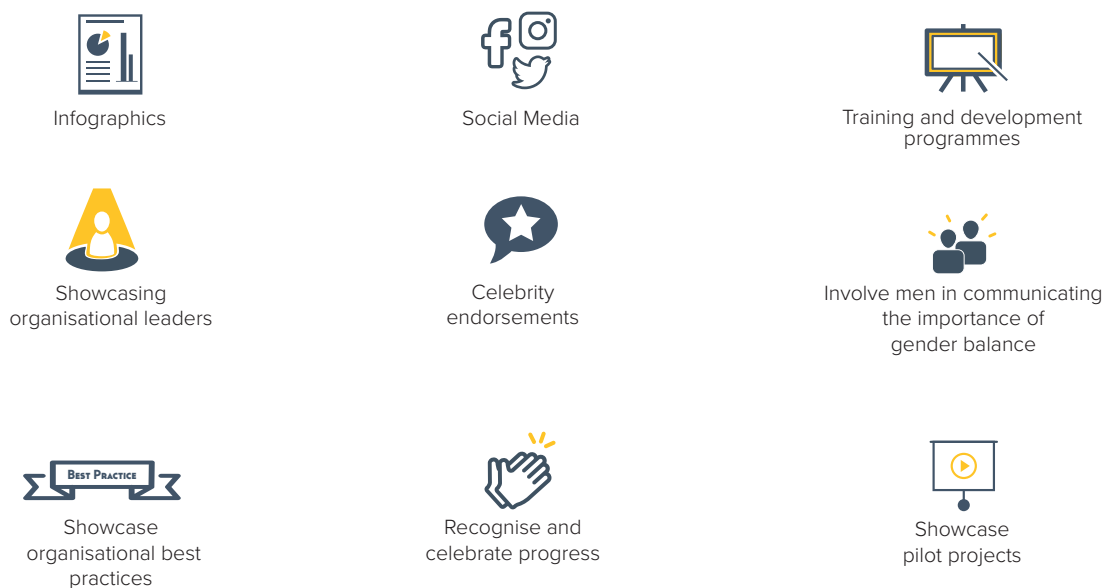 Infographics
Social Media
Training and development
programmes
Showcasing
organisational leaders
Celebrity
endorsements
Involve men in communicating
the importance of
gender balance
BEST PRACTICE
Showcase
organisational best
practices
Recognise and
celebrate progress
Showcase
pilot projects